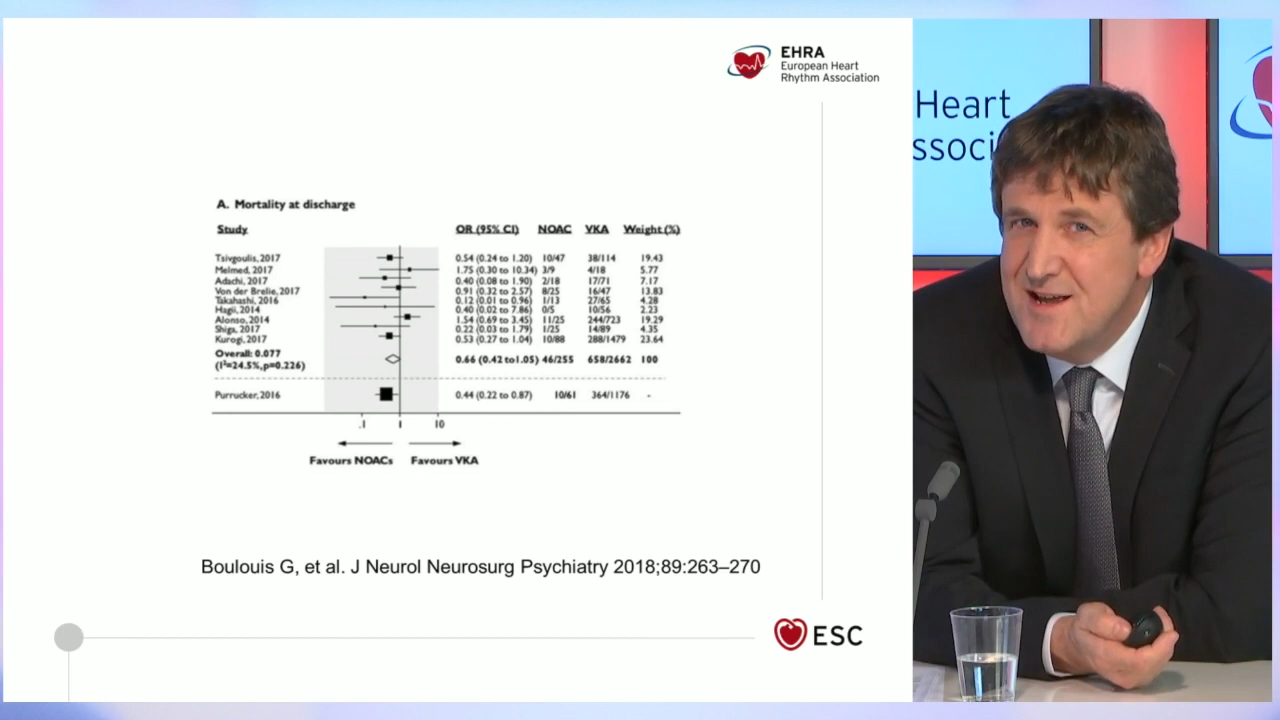 EHRA
European Heart
Rhythm Association
Heart
ssoci
A. Mortality at discharge
Study OR (95% CI) NOAC VKA Weight (%)
Tsivgoulis, 2017 0.54 (0.24 to 1.20) 10/47 38/114 19.43
Melmed, 2017 1.75 (0.30 to 10.34) 3/9 4/18 5.77
Adachi, 2017 0.40 (0.08 to 1.90) 2/18 17/71 7.17
Von der Brelie, 2017 0.91 (0.32 to 2.57) 8/25 16/47 13.83
Takahashi, 2016 0.12 (0.01 to 0.96) 1/13 27/65 4.28
Hagii, 2014 0.40 (0.02 to 7.86) 0/5 10/56 2.23
Alonso, 2014 1.54 (0.69 to 3.45) 11/25 244/723 19.29
Shiga, 2017 0.22 (0.03 to 1.79) 1/25 14/89 4.35
Kurogi, 2017 0.53 (0.27 to 1.04) 10/88 288/1479 23.64
Overall: 0.077
(I²=24.5%, p=0.226) 0.66 (0.42 to 1.05) 46/255 658/2662 100
Purrucker, 2016 0.44 (0.22 to 0.87) 10/61 364/1176 -
.1 1 10
Favours NOACs Favours VKA
Boulouis G, et al. J Neurol Neurosurg Psychiatry 2018;89:263–270
ESC